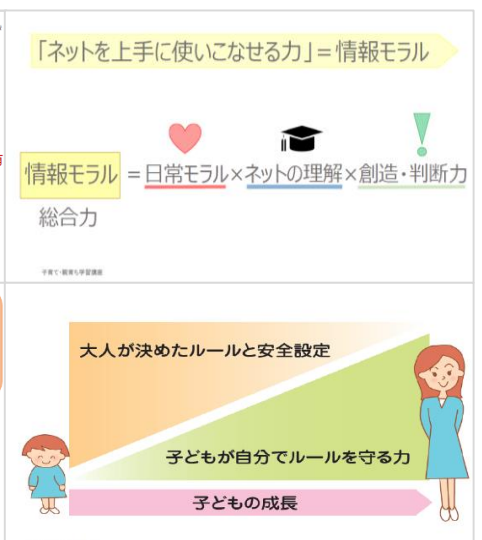 「ネットを上手に使いこなせる力」=情報モラル
情報モラル =日常モラル×ネットの理解×創造・判断力
総合力
大人が決めたルールと安全設定
子どもが自分でルールを守る力
子どもの成長